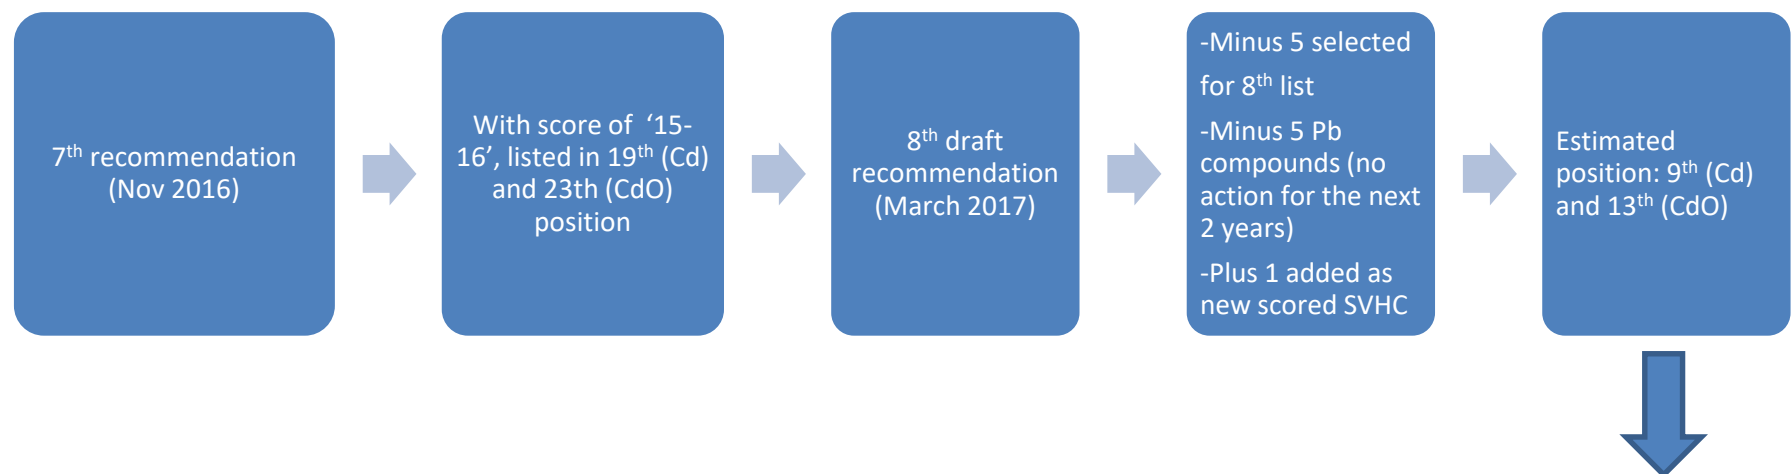 7th recommendation
(Nov 2016)
With score of ‘15-
16’, listed in 19th (Cd)
and 23th (CdO)
position
8th draft
recommendation
(March 2017)
-Minus 5 selected
for 8th list
-Minus 5 Pb
compounds (no
action for the next
2 years)
-Plus 1 added as
new scored SVHC
Estimated
position: 9th (Cd)
and 13th (CdO)